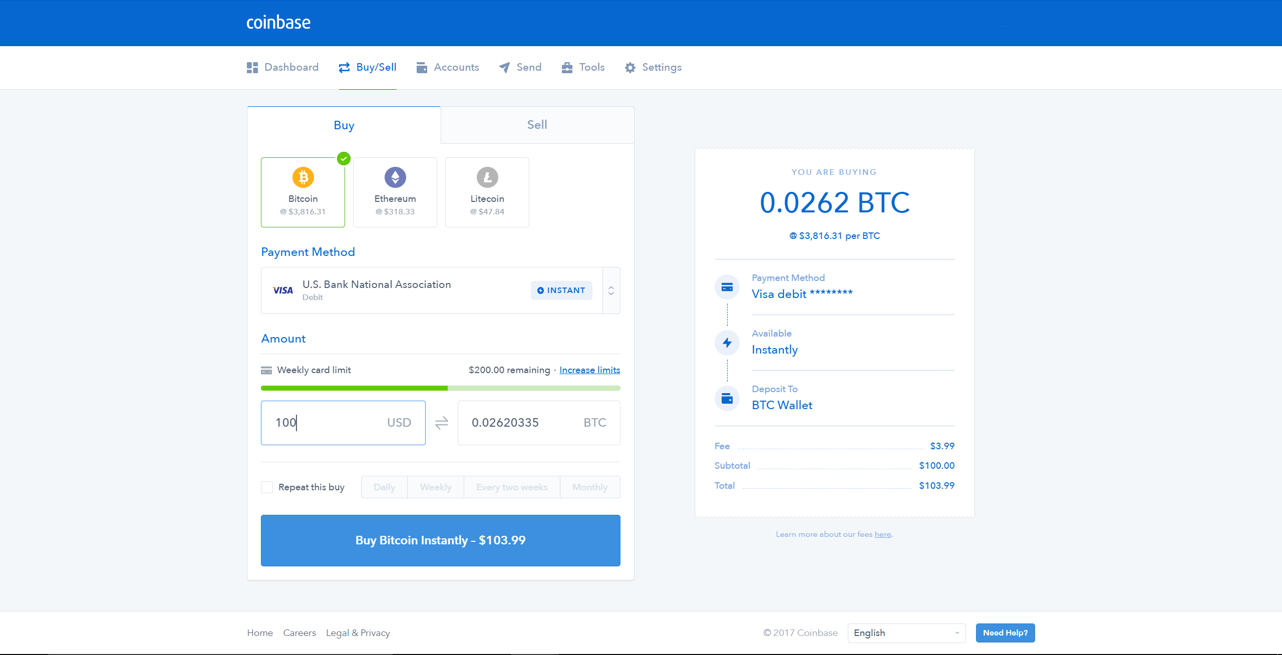 coinbase
Dashboard Buy/Sell Accounts Send Tools Settings
Buy Sell
Bitcoin
@ $3,816.31
Ethereum
@ $318.33
Litecoin
@ $47.84
Payment Method
VISA U.S. Bank National Association
Debit
INSTANT
Amount
Weekly card limit $200.00 remaining · Increase limits
100 USD 0.02620335 BTC
Repeat this buy Daily Weekly Every two weeks Monthly
Buy Bitcoin Instantly – $103.99
YOU ARE BUYING
0.0262 BTC
@ $3,816.31 per BTC
Payment Method
Visa debit ********
Available
Instantly
Deposit To
BTC Wallet
Fee $3.99
Subtotal $100.00
Total $103.99
Learn more about our fees here.
Home Careers Legal & Privacy © 2017 Coinbase English Need Help?